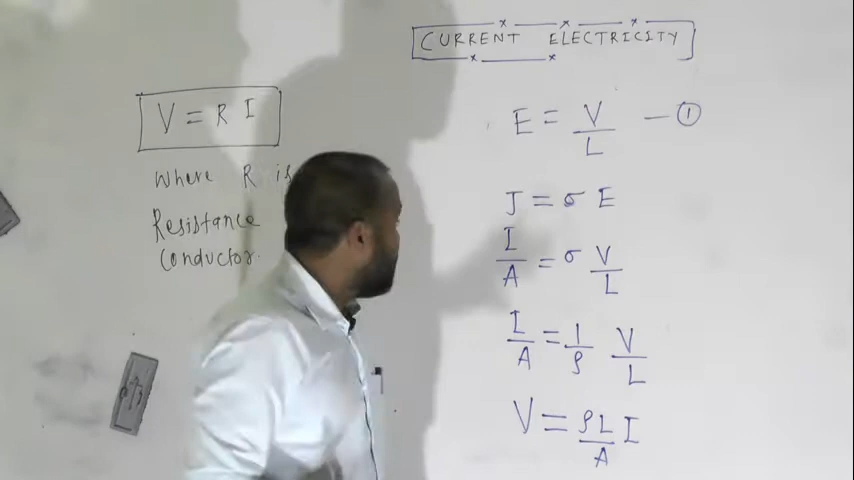 CURRENT ELECTRICITY
V = R I
Where R is
Resistance
Conductor.
E = V/L — ①
J = σ E
I/A = σ V/L
I/A = 1/ρ V/L
V = ρL/A I